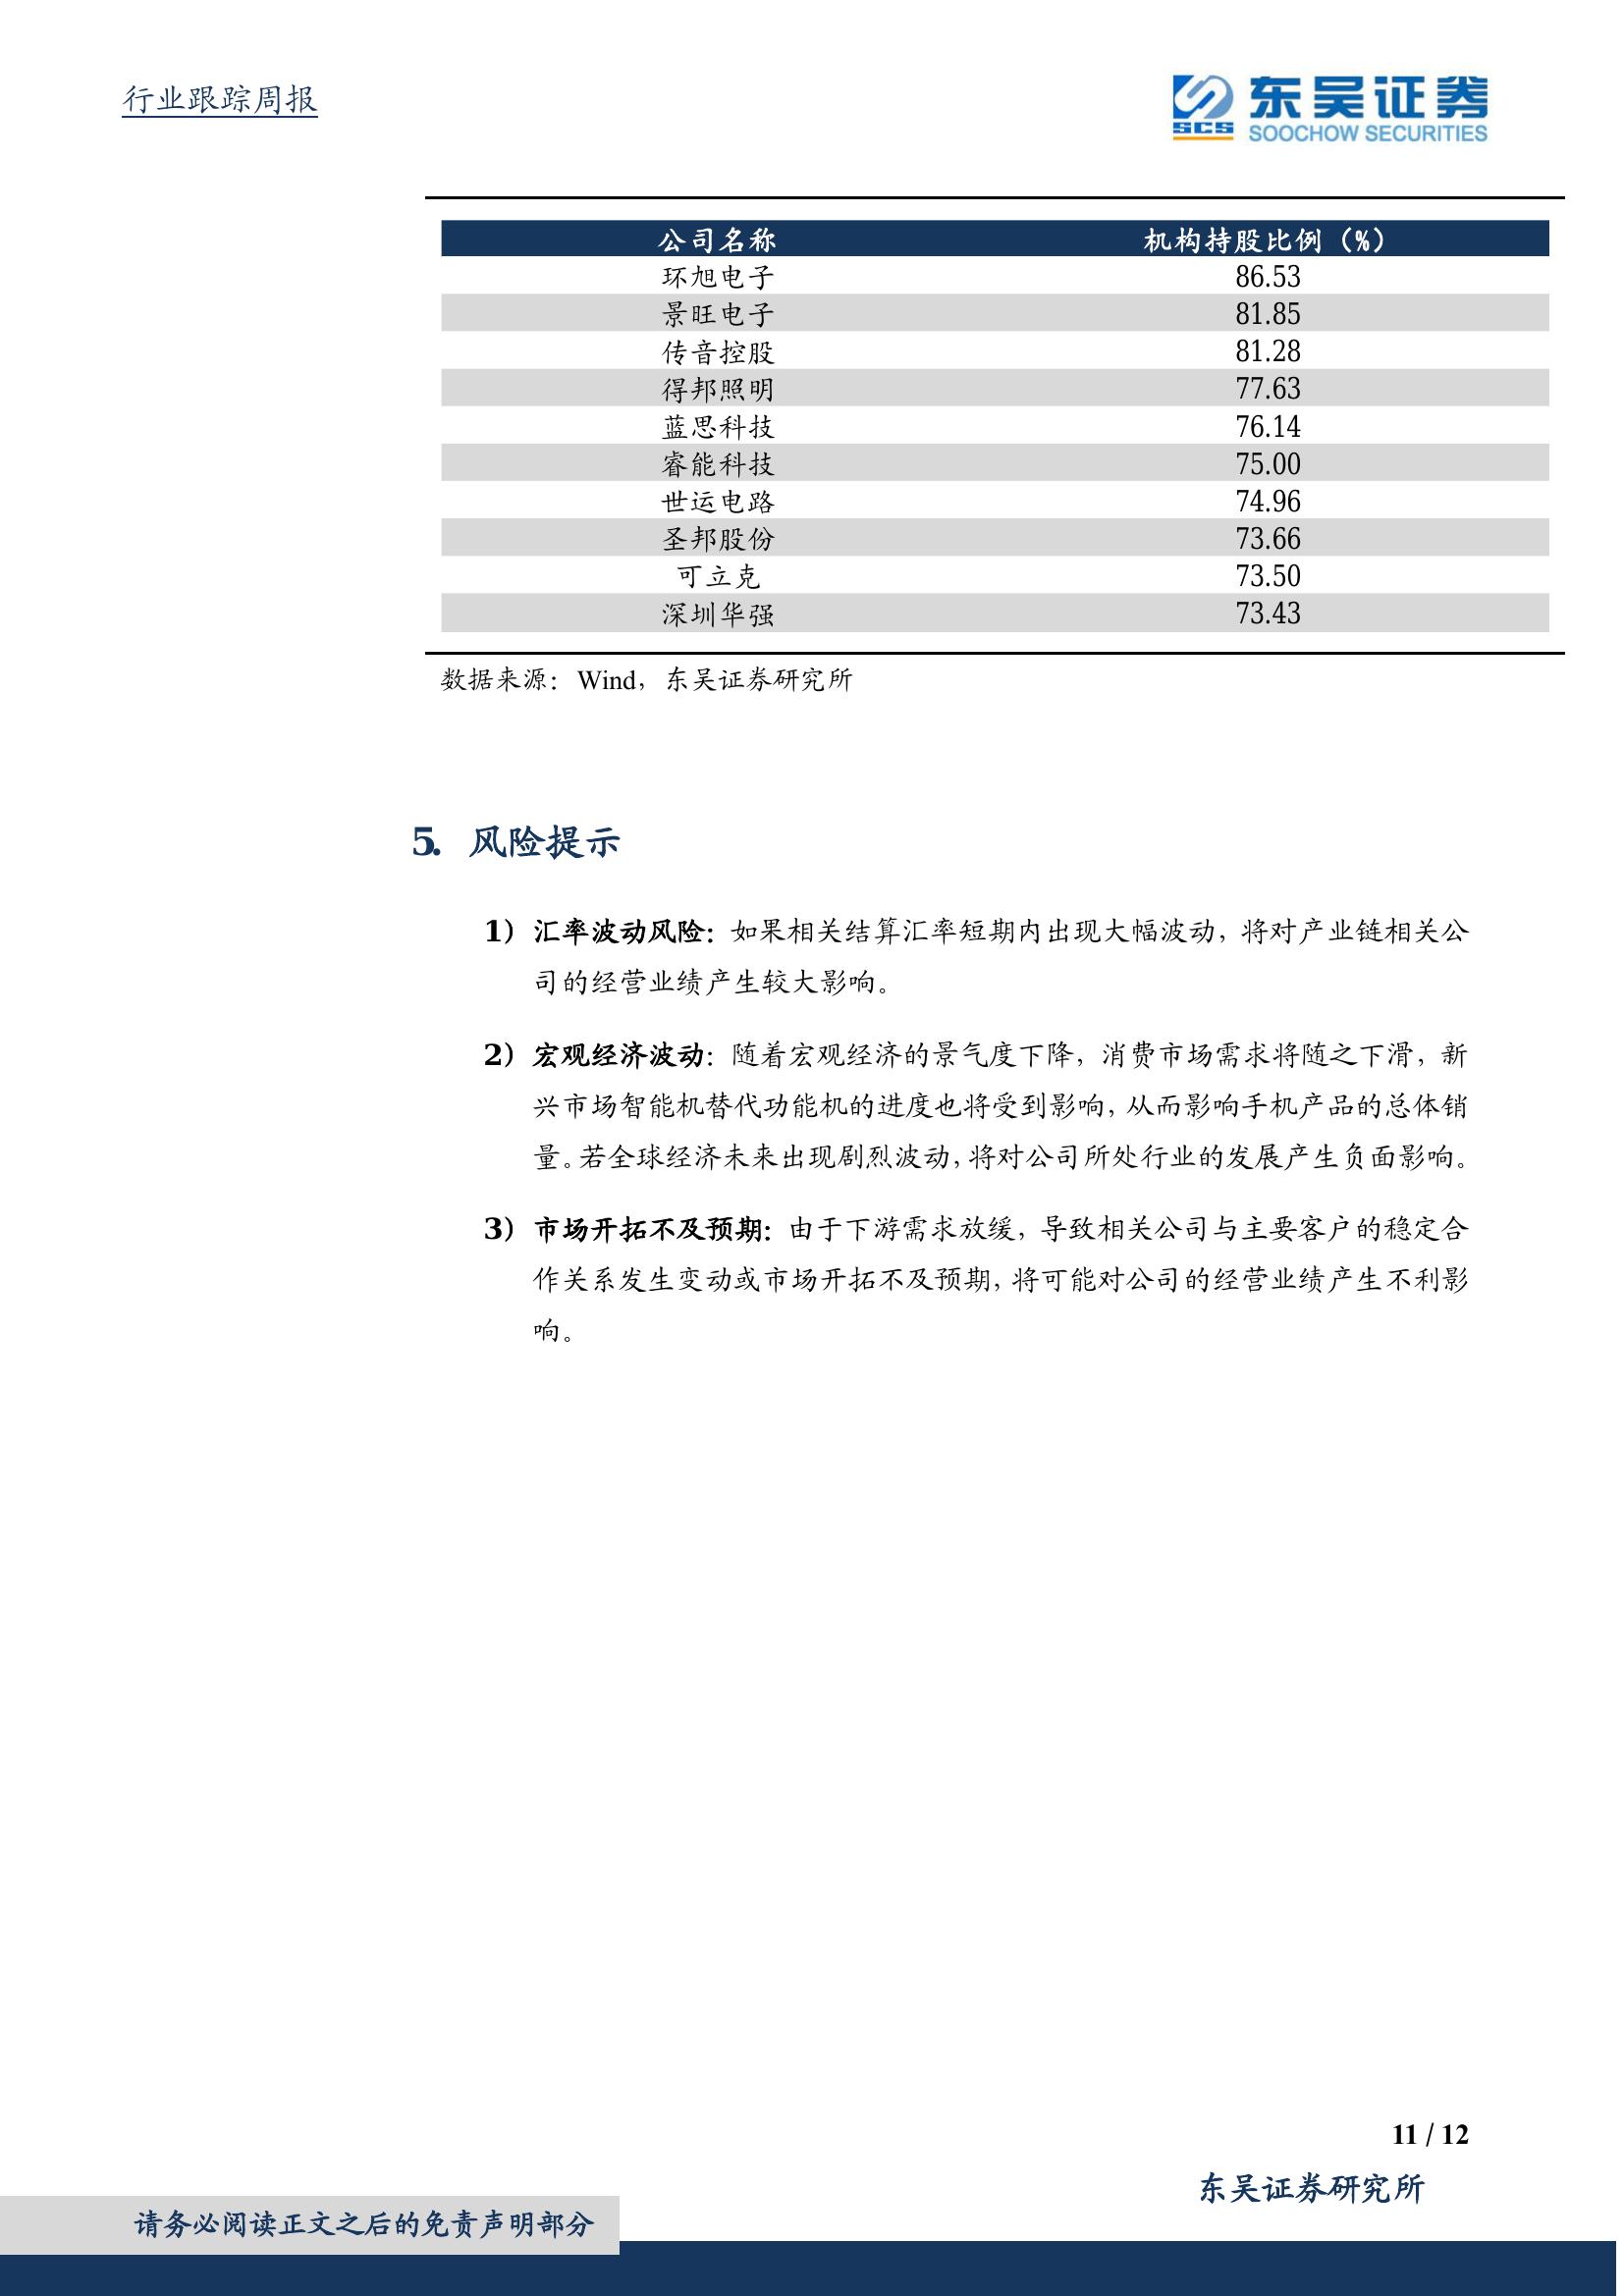 行业跟踪周报
SCS 东吴证券
SOOCHOW SECURITIES
公司名称 机构持股比例（%）
环旭电子 86.53
景旺电子 81.85
传音控股 81.28
得邦照明 77.63
蓝思科技 76.14
睿能科技 75.00
世运电路 74.96
圣邦股份 73.66
可立克 73.50
深圳华强 73.43
数据来源：Wind，东吴证券研究所
5. 风险提示
1）汇率波动风险：如果相关结算汇率短期内出现大幅波动，将对产业链相关公
司的经营业绩产生较大影响。
2）宏观经济波动：随着宏观经济的景气度下降，消费市场需求将随之下滑，新
兴市场智能机替代功能机的进度也将受到影响，从而影响手机产品的总体销
量。若全球经济未来出现剧烈波动，将对公司所处行业的发展产生负面影响。
3）市场开拓不及预期：由于下游需求放缓，导致相关公司与主要客户的稳定合
作关系发生变动或市场开拓不及预期，将可能对公司的经营业绩产生不利影
响。
11 / 12
东吴证券研究所
请务必阅读正文之后的免责声明部分